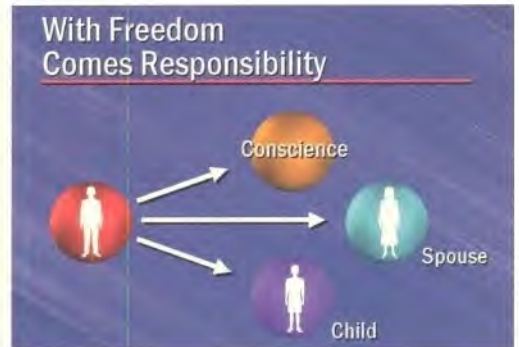 With Freedom
Comes Responsibility
Conscience
Spouse
Child